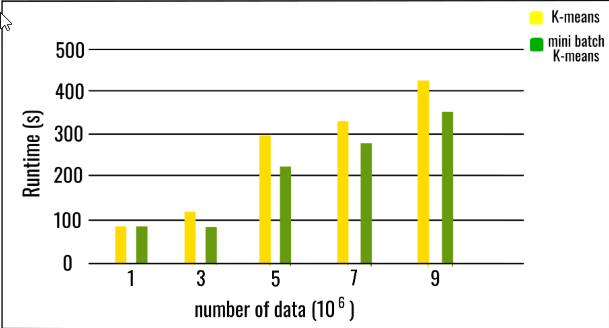 K-means
mini batch
K-means
500
400
300
200
100
0
Runtime (s)
1 3 5 7 9
number of data (10 6 )